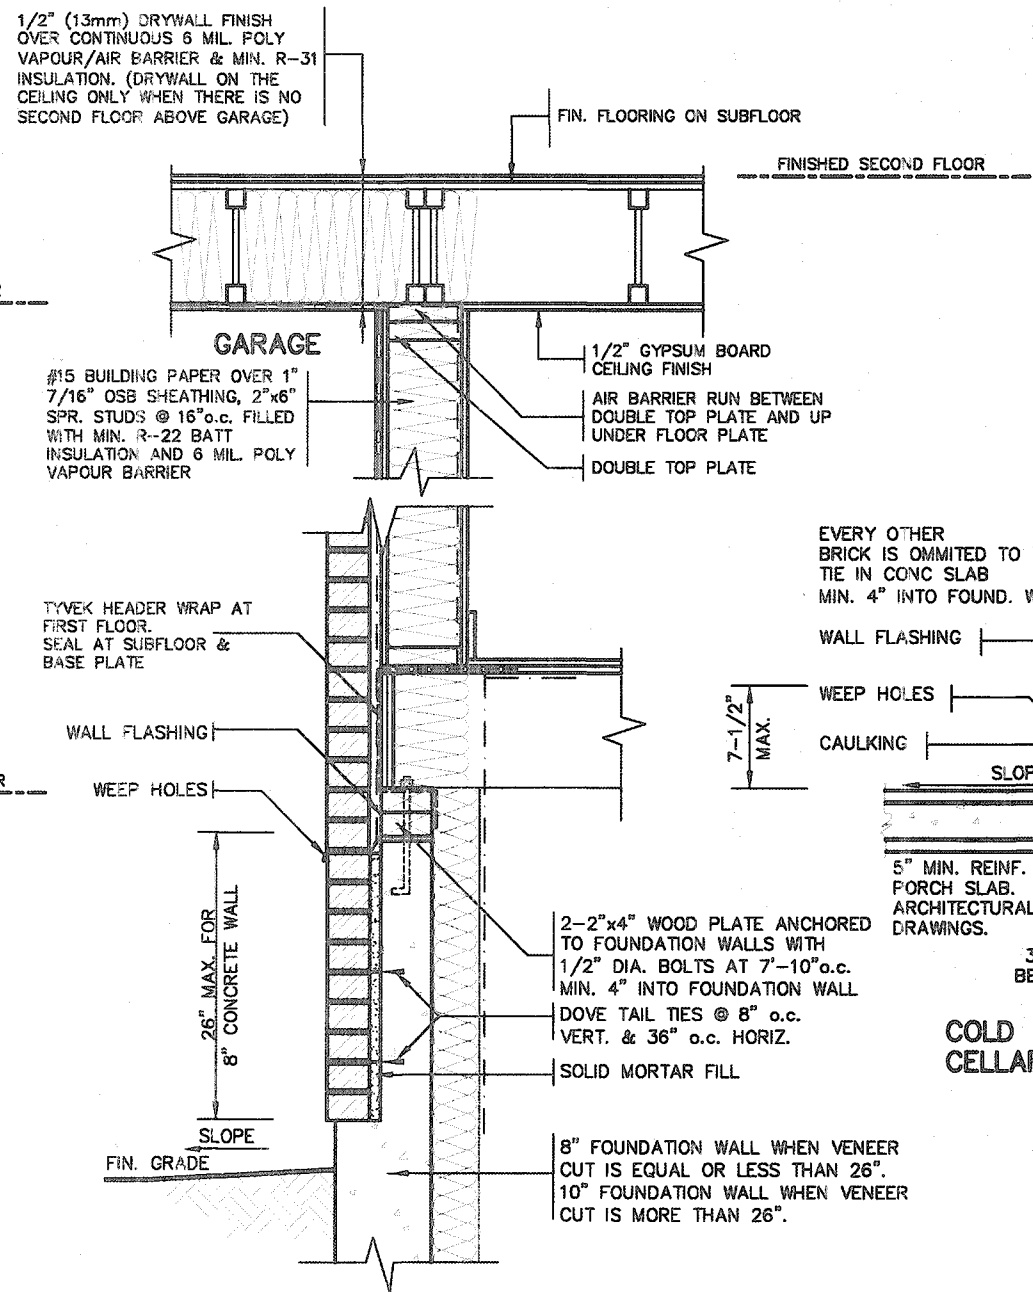 1/2" (13mm) DRYWALL FINISH
OVER CONTINUOUS 6 MIL. POLY
VAPOUR/AIR BARRIER & MIN. R-31
INSULATION. (DRYWALL ON THE
CEILING ONLY WHEN THERE IS NO
SECOND FLOOR ABOVE GARAGE)
FIN. FLOORING ON SUBFLOOR
FINISHED SECOND FLOOR
GARAGE
#15 BUILDING PAPER OVER 1"
7/16" OSB SHEATHING, 2"x6"
SPR. STUDS @ 16"o.c. FILLED
WITH MIN. R-22 BATT
INSULATION AND 6 MIL. POLY
VAPOUR BARRIER
1/2" GYPSUM BOARD
CEILING FINISH
AIR BARRIER RUN BETWEEN
DOUBLE TOP PLATE AND UP
UNDER FLOOR PLATE
DOUBLE TOP PLATE
TYVEK HEADER WRAP AT
FIRST FLOOR.
SEAL AT SUBFLOOR &
BASE PLATE
WALL FLASHING
WEEP HOLES
26" MAX. FOR
8" CONCRETE WALL
SLOPE
FIN. GRADE
7-1/2"
MAX.
2-2"x4" WOOD PLATE ANCHORED
TO FOUNDATION WALLS WITH
1/2" DIA. BOLTS AT 7'-10"o.c.
MIN. 4" INTO FOUNDATION WALL
DOVE TAIL TIES @ 8" o.c.
VERT. & 36" o.c. HORIZ.
SOLID MORTAR FILL
8" FOUNDATION WALL WHEN VENEER
CUT IS EQUAL OR LESS THAN 26".
10" FOUNDATION WALL WHEN VENEER
CUT IS MORE THAN 26".
EVERY OTHER
BRICK IS OMMITED TO
TIE IN CONC SLAB
MIN. 4" INTO FOUND.
WALL FLASHING
WEEP HOLES
CAULKING
SLOP
5" MIN. REINF.
PORCH SLAB.
ARCHITECTURAL
DRAWINGS.
BE
COLD
CELLAR